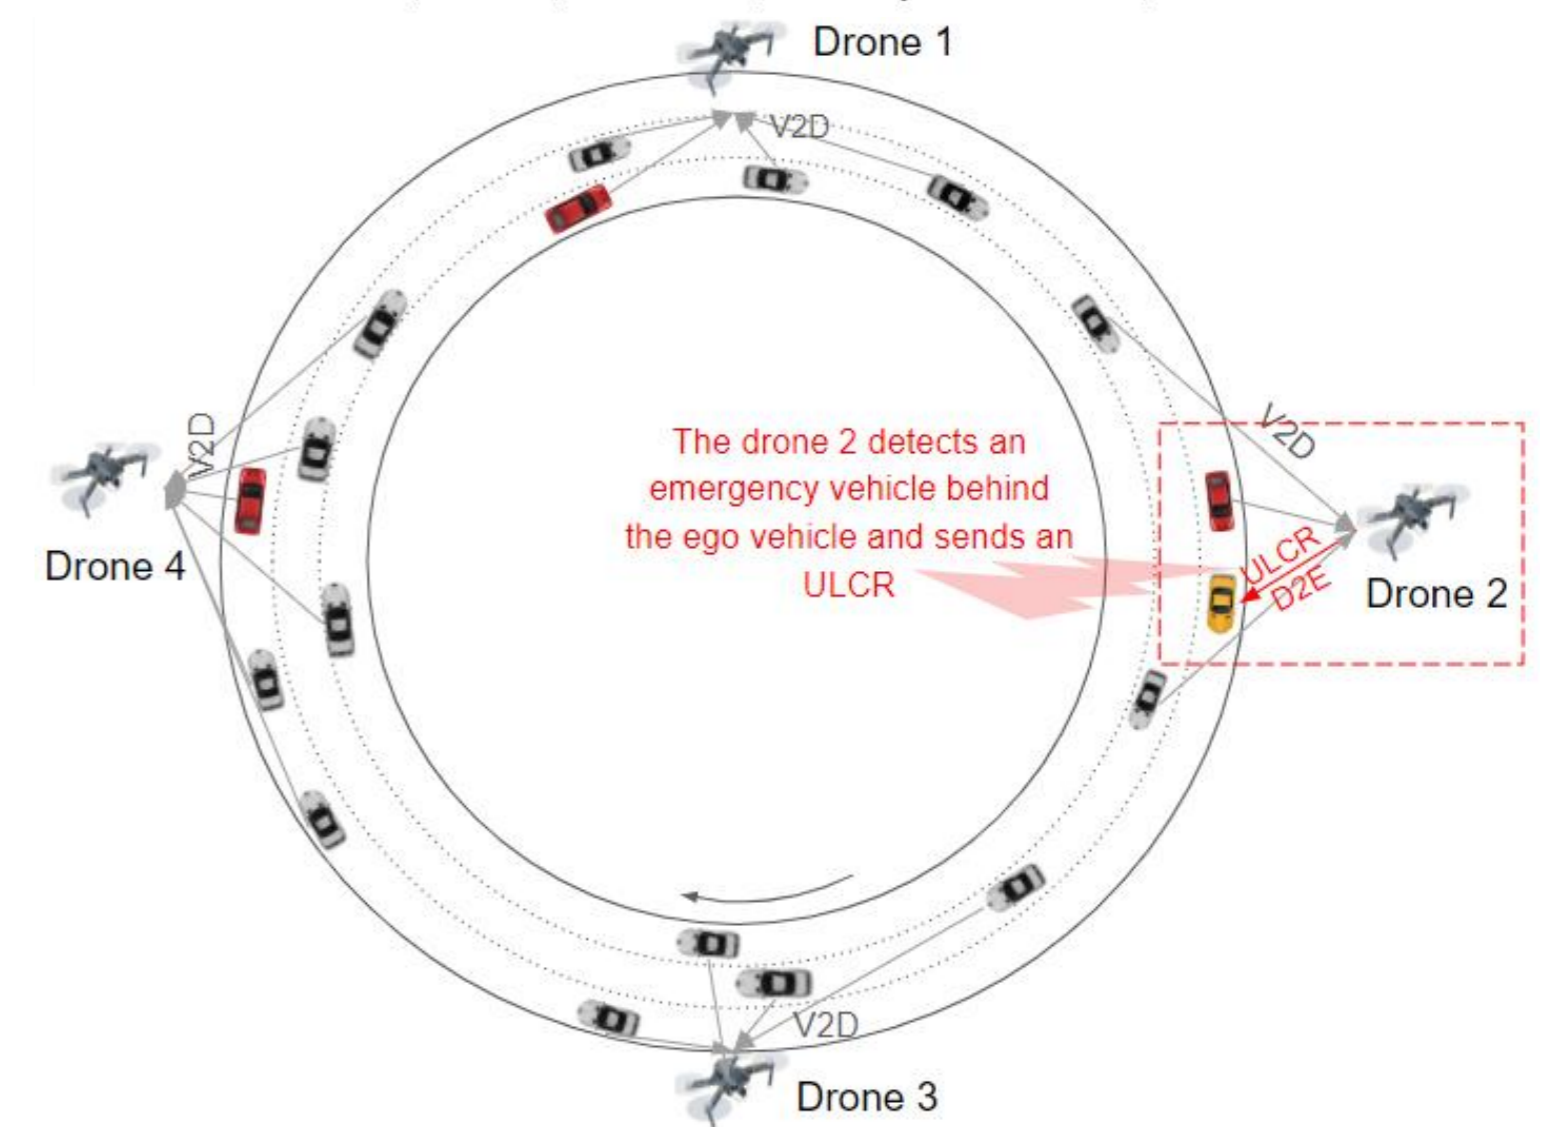 Drone 1
V2D
V2D
V2D
The drone 2 detects an
emergency vehicle behind
the ego vehicle and sends an
ULCR
ULCR
D2E
Drone 4
Drone 2
V2D
Drone 3